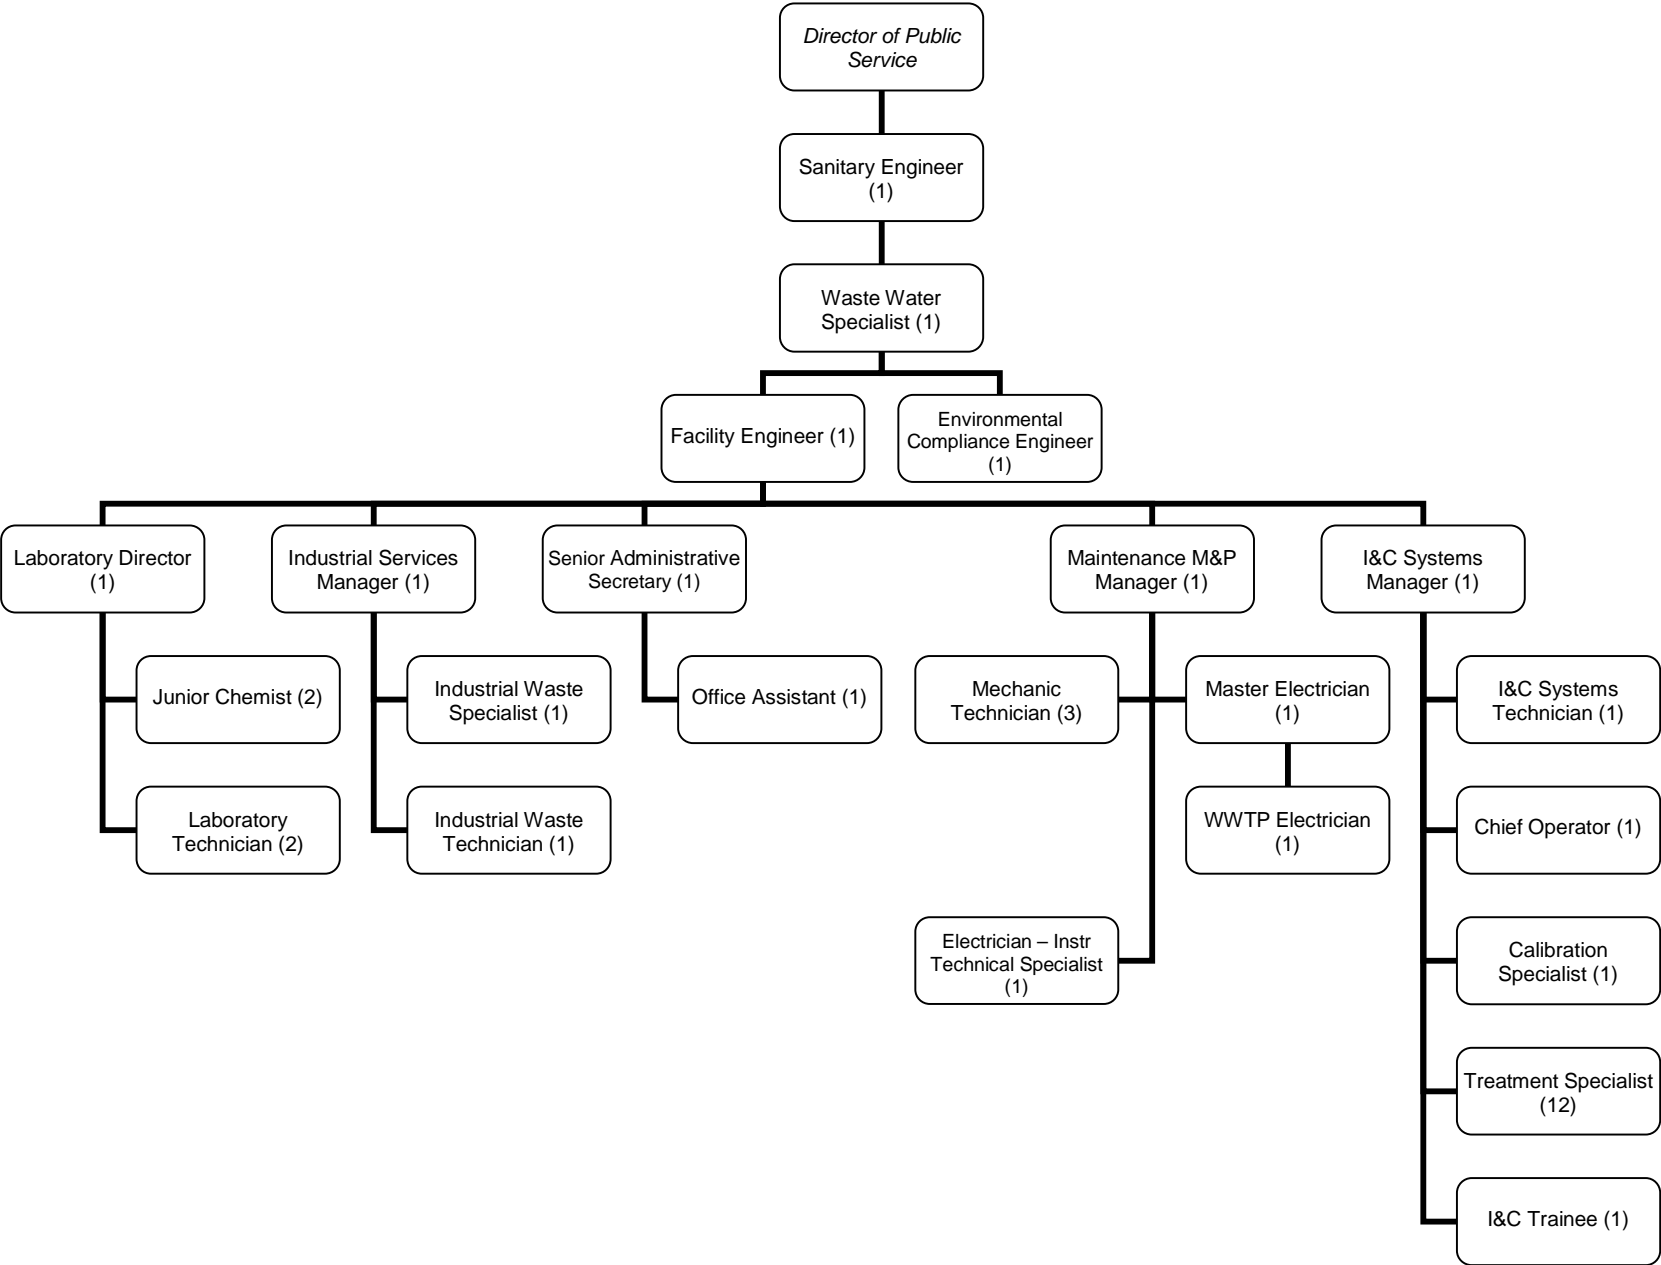 Director of Public
Service
Sanitary Engineer
(1)
Waste Water
Specialist (1)
Facility Engineer (1)
Environmental
Compliance Engineer
(1)
Laboratory Director
(1)
Industrial Services
Manager (1)
Senior Administrative
Secretary (1)
Maintenance M&P
Manager (1)
I&C Systems
Manager (1)
Junior Chemist (2)
Industrial Waste
Specialist (1)
Office Assistant (1)
Mechanic
Technician (3)
Master Electrician
(1)
I&C Systems
Technician (1)
Laboratory
Technician (2)
Industrial Waste
Technician (1)
WWTP Electrician
(1)
Chief Operator (1)
Electrician – Instr
Technical Specialist
(1)
Calibration
Specialist (1)
Treatment Specialist
(12)
I&C Trainee (1)